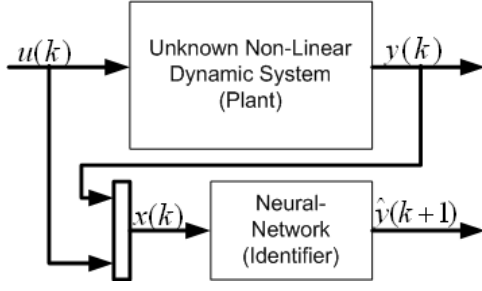 u(k)
Unknown Non-Linear
Dynamic System
(Plant)
y(k)
x(k)
Neural-
Network
(Identifier)
ŷ(k+1)